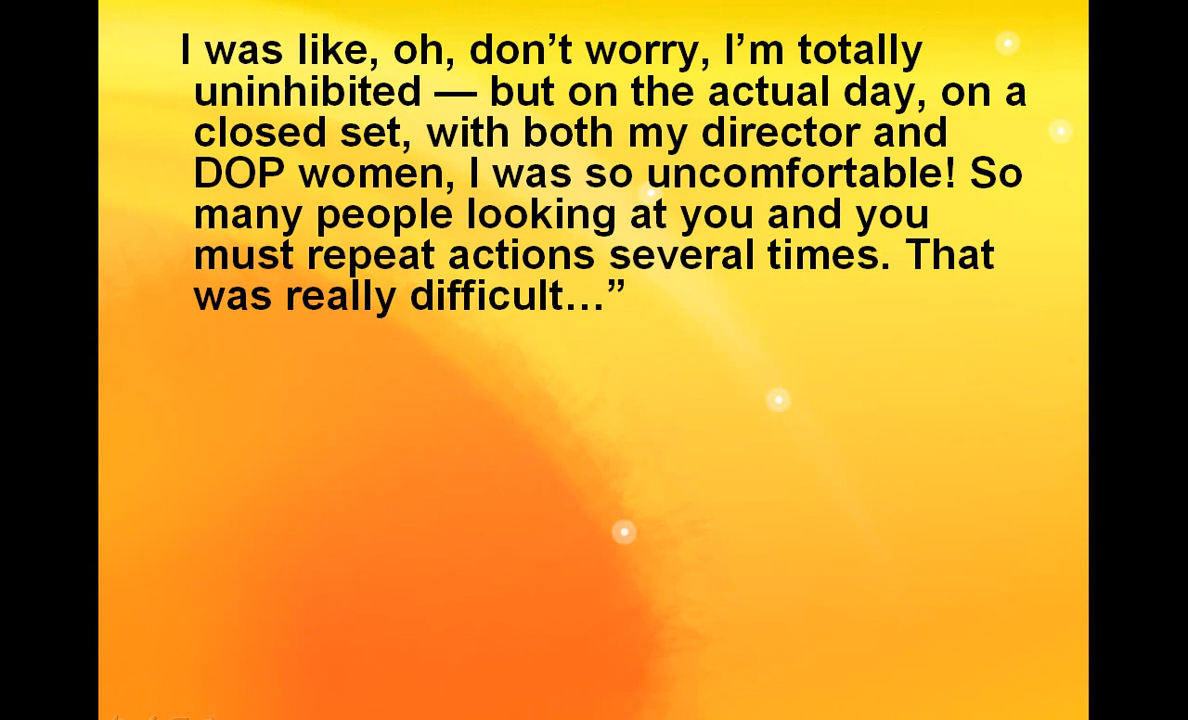 I was like, oh, don’t worry, I’m totally
uninhibited — but on the actual day, on a
closed set, with both my director and
DOP women, I was so uncomfortable! So
many people looking at you and you
must repeat actions several times. That
was really difficult…”